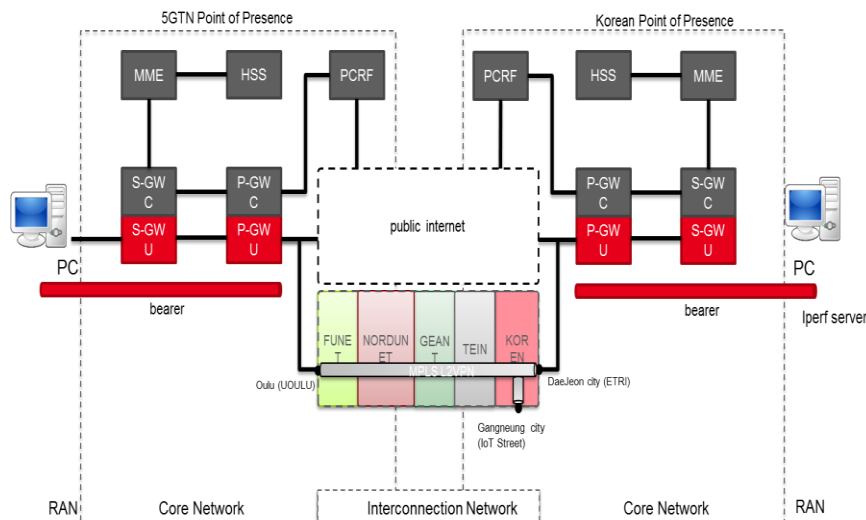 5GTN Point of Presence
Korean Point of Presence
MME
HSS
PCRF
PCRF
HSS
MME
S-GW
C
P-GW
C
P-GW
C
S-GW
C
S-GW
U
P-GW
U
public internet
P-GW
U
S-GW
U
PC
PC
bearer
bearer
Iperf server
FUNE
T
NORDUN
ET
GEAN
T
TEIN
KOR
EN
MPLS L2VPN
Oulu (UOULU)
DaeJeon city (ETRI)
Gangneung city
(IoT Street)
RAN
Core Network
Interconnection Network
Core Network
RAN